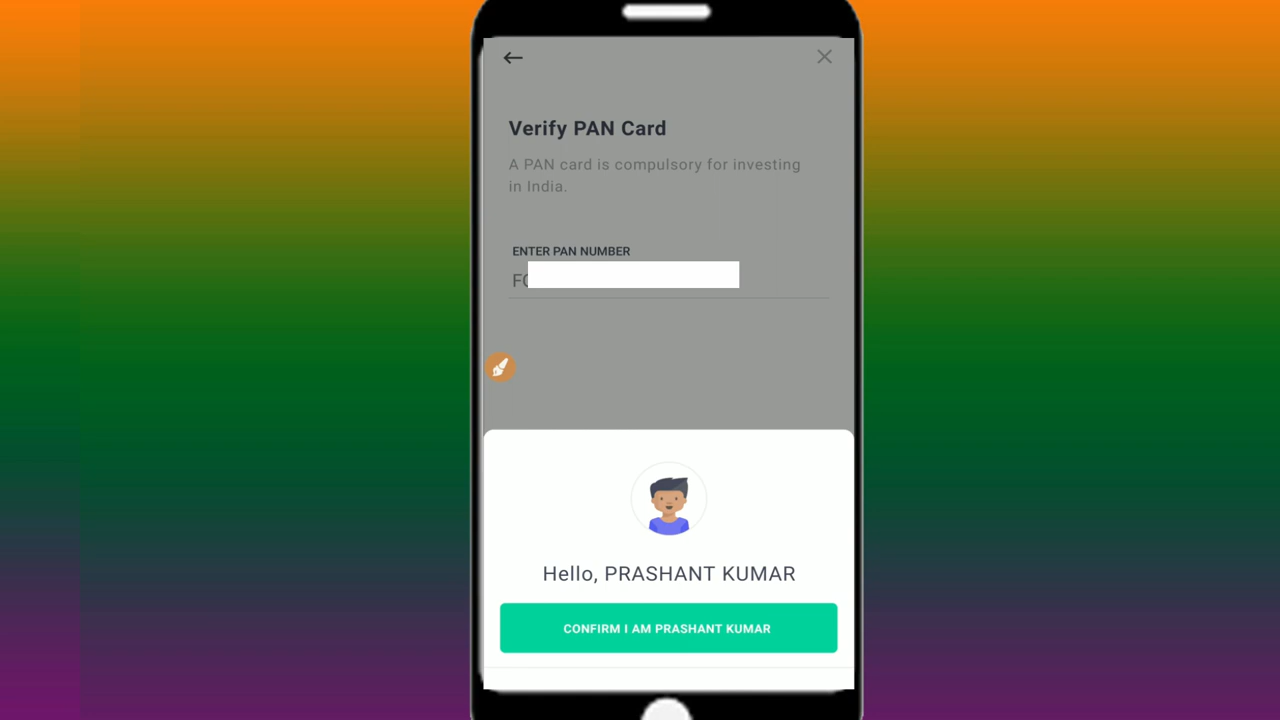 Verify PAN Card
A PAN card is compulsory for investing
in India.
ENTER PAN NUMBER
Hello, PRASHANT KUMAR
CONFIRM I AM PRASHANT KUMAR